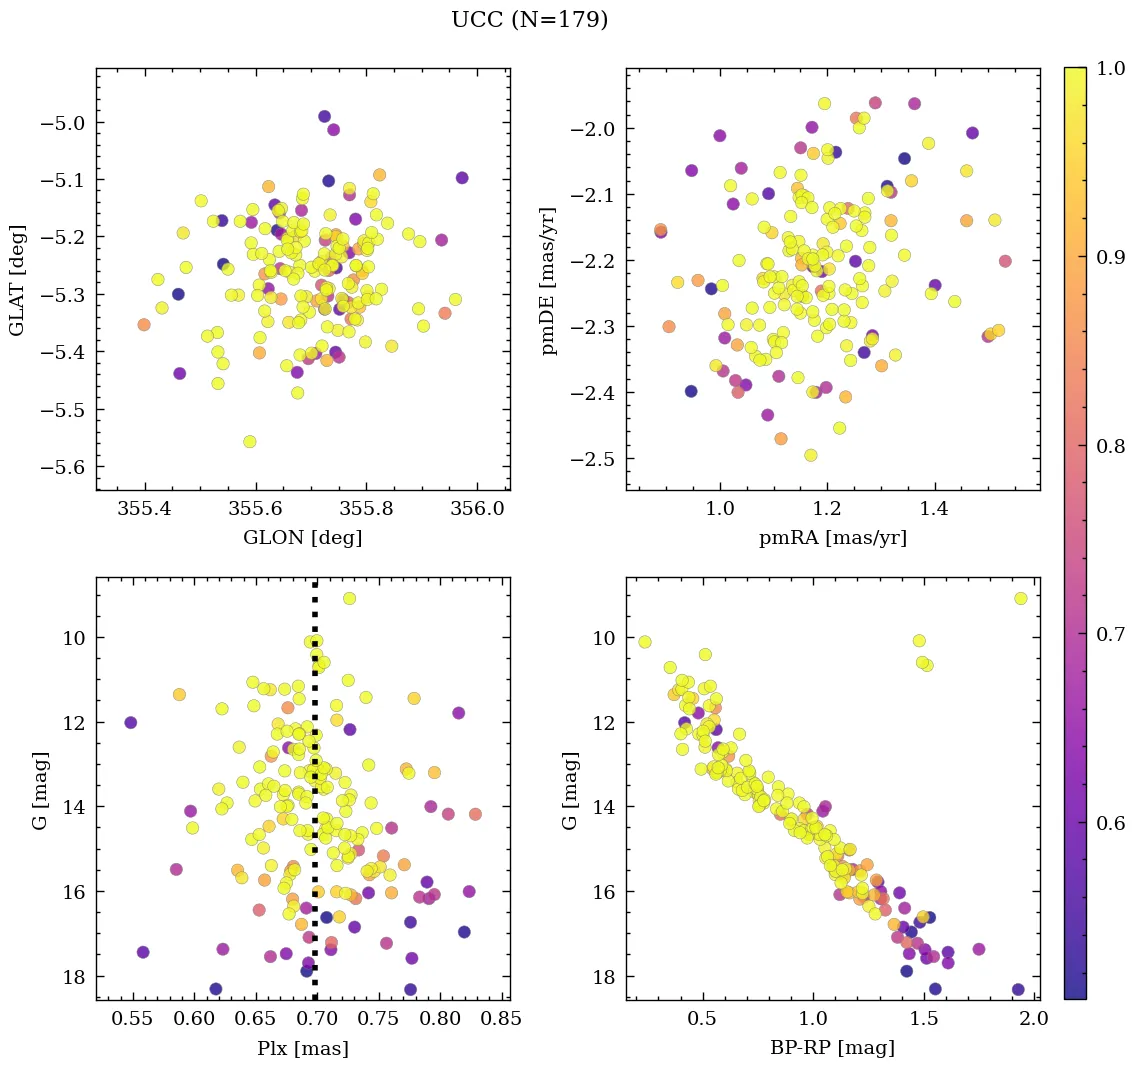 UCC (N=179)
−5.0
−5.1
−5.2
−5.3
−5.4
−5.5
−5.6
GLAT [deg]
355.4 355.6 355.8 356.0
GLON [deg]
−2.0
−2.1
−2.2
−2.3
−2.4
−2.5
pmDE [mas/yr]
1.0 1.2 1.4
pmRA [mas/yr]
10
12
14
16
18
G [mag]
0.55 0.60 0.65 0.70 0.75 0.80 0.85
Plx [mas]
10
12
14
16
18
G [mag]
0.5 1.0 1.5 2.0
BP-RP [mag]
1.0
0.9
0.8
0.7
0.6